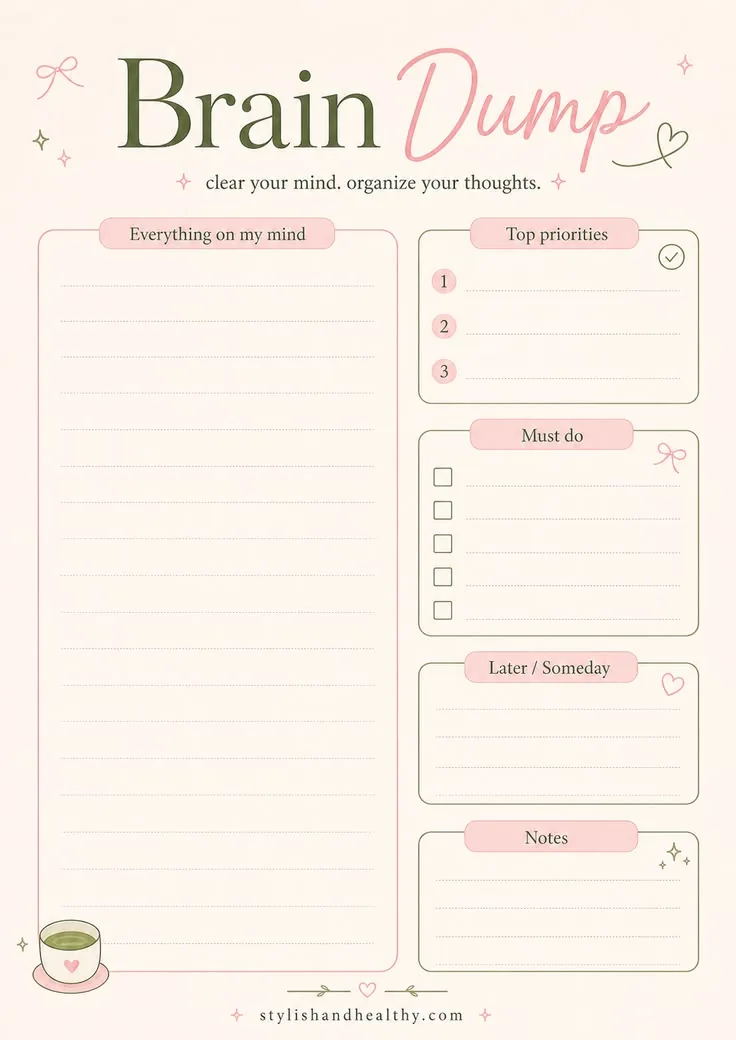 Brain Dump
clear your mind. organize your thoughts.
Everything on my mind
Top priorities
1
2
3
Must do
Later / Someday
Notes
stylishandhealthy.com